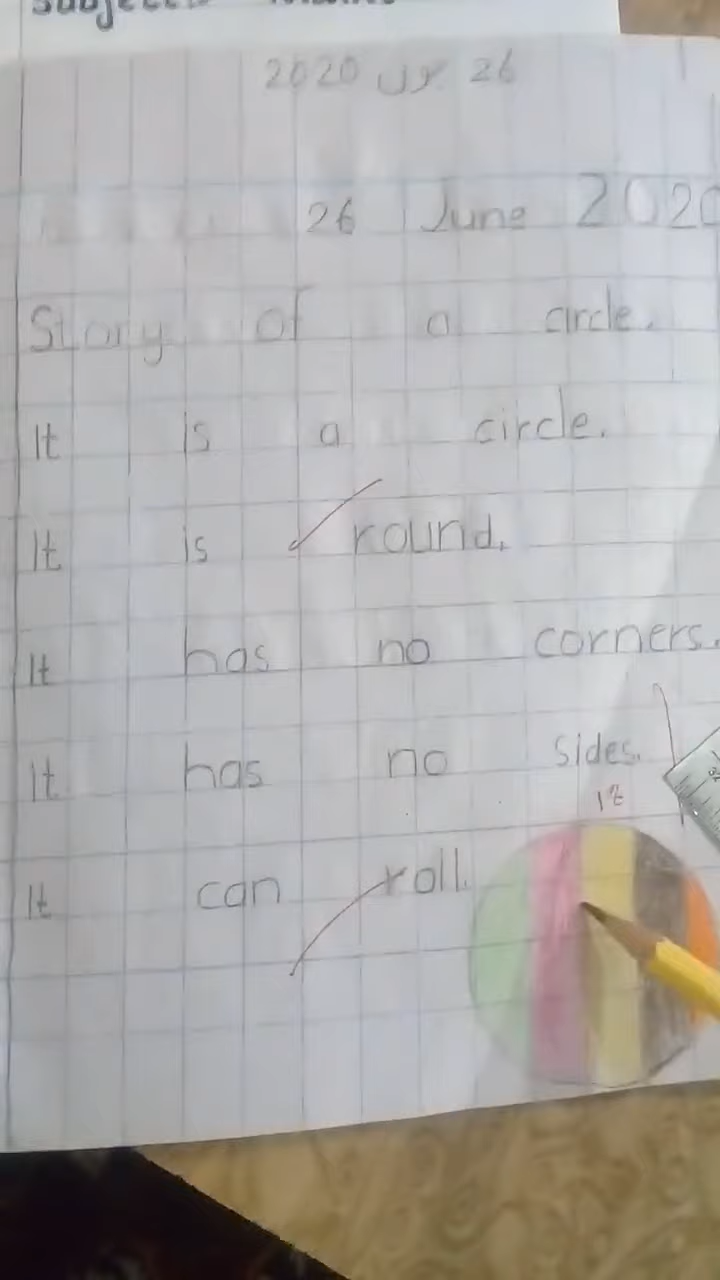 Subject
26 جون 2020
26 June 2020
Story of a circle.
It is a circle.
It is round.
It has no corners.
It has no sides.
It can roll.